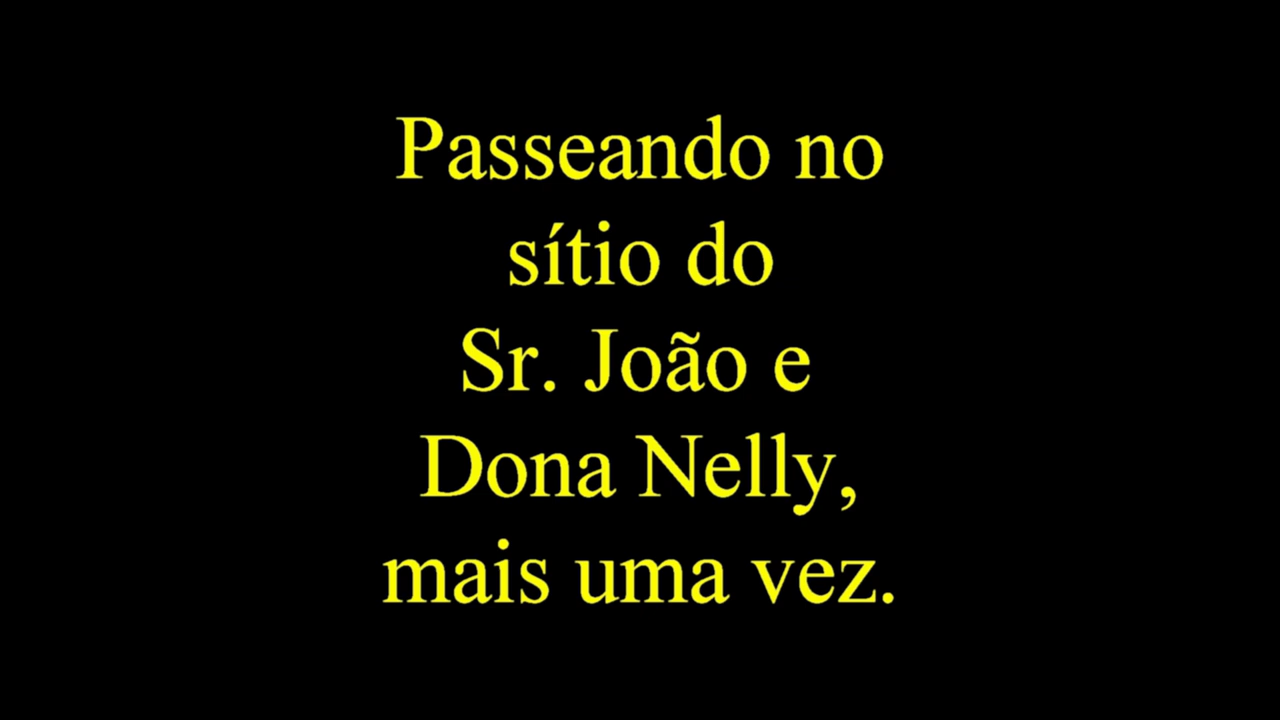 Passeando no
sítio do
Sr. João e
Dona Nelly,
mais uma vez.